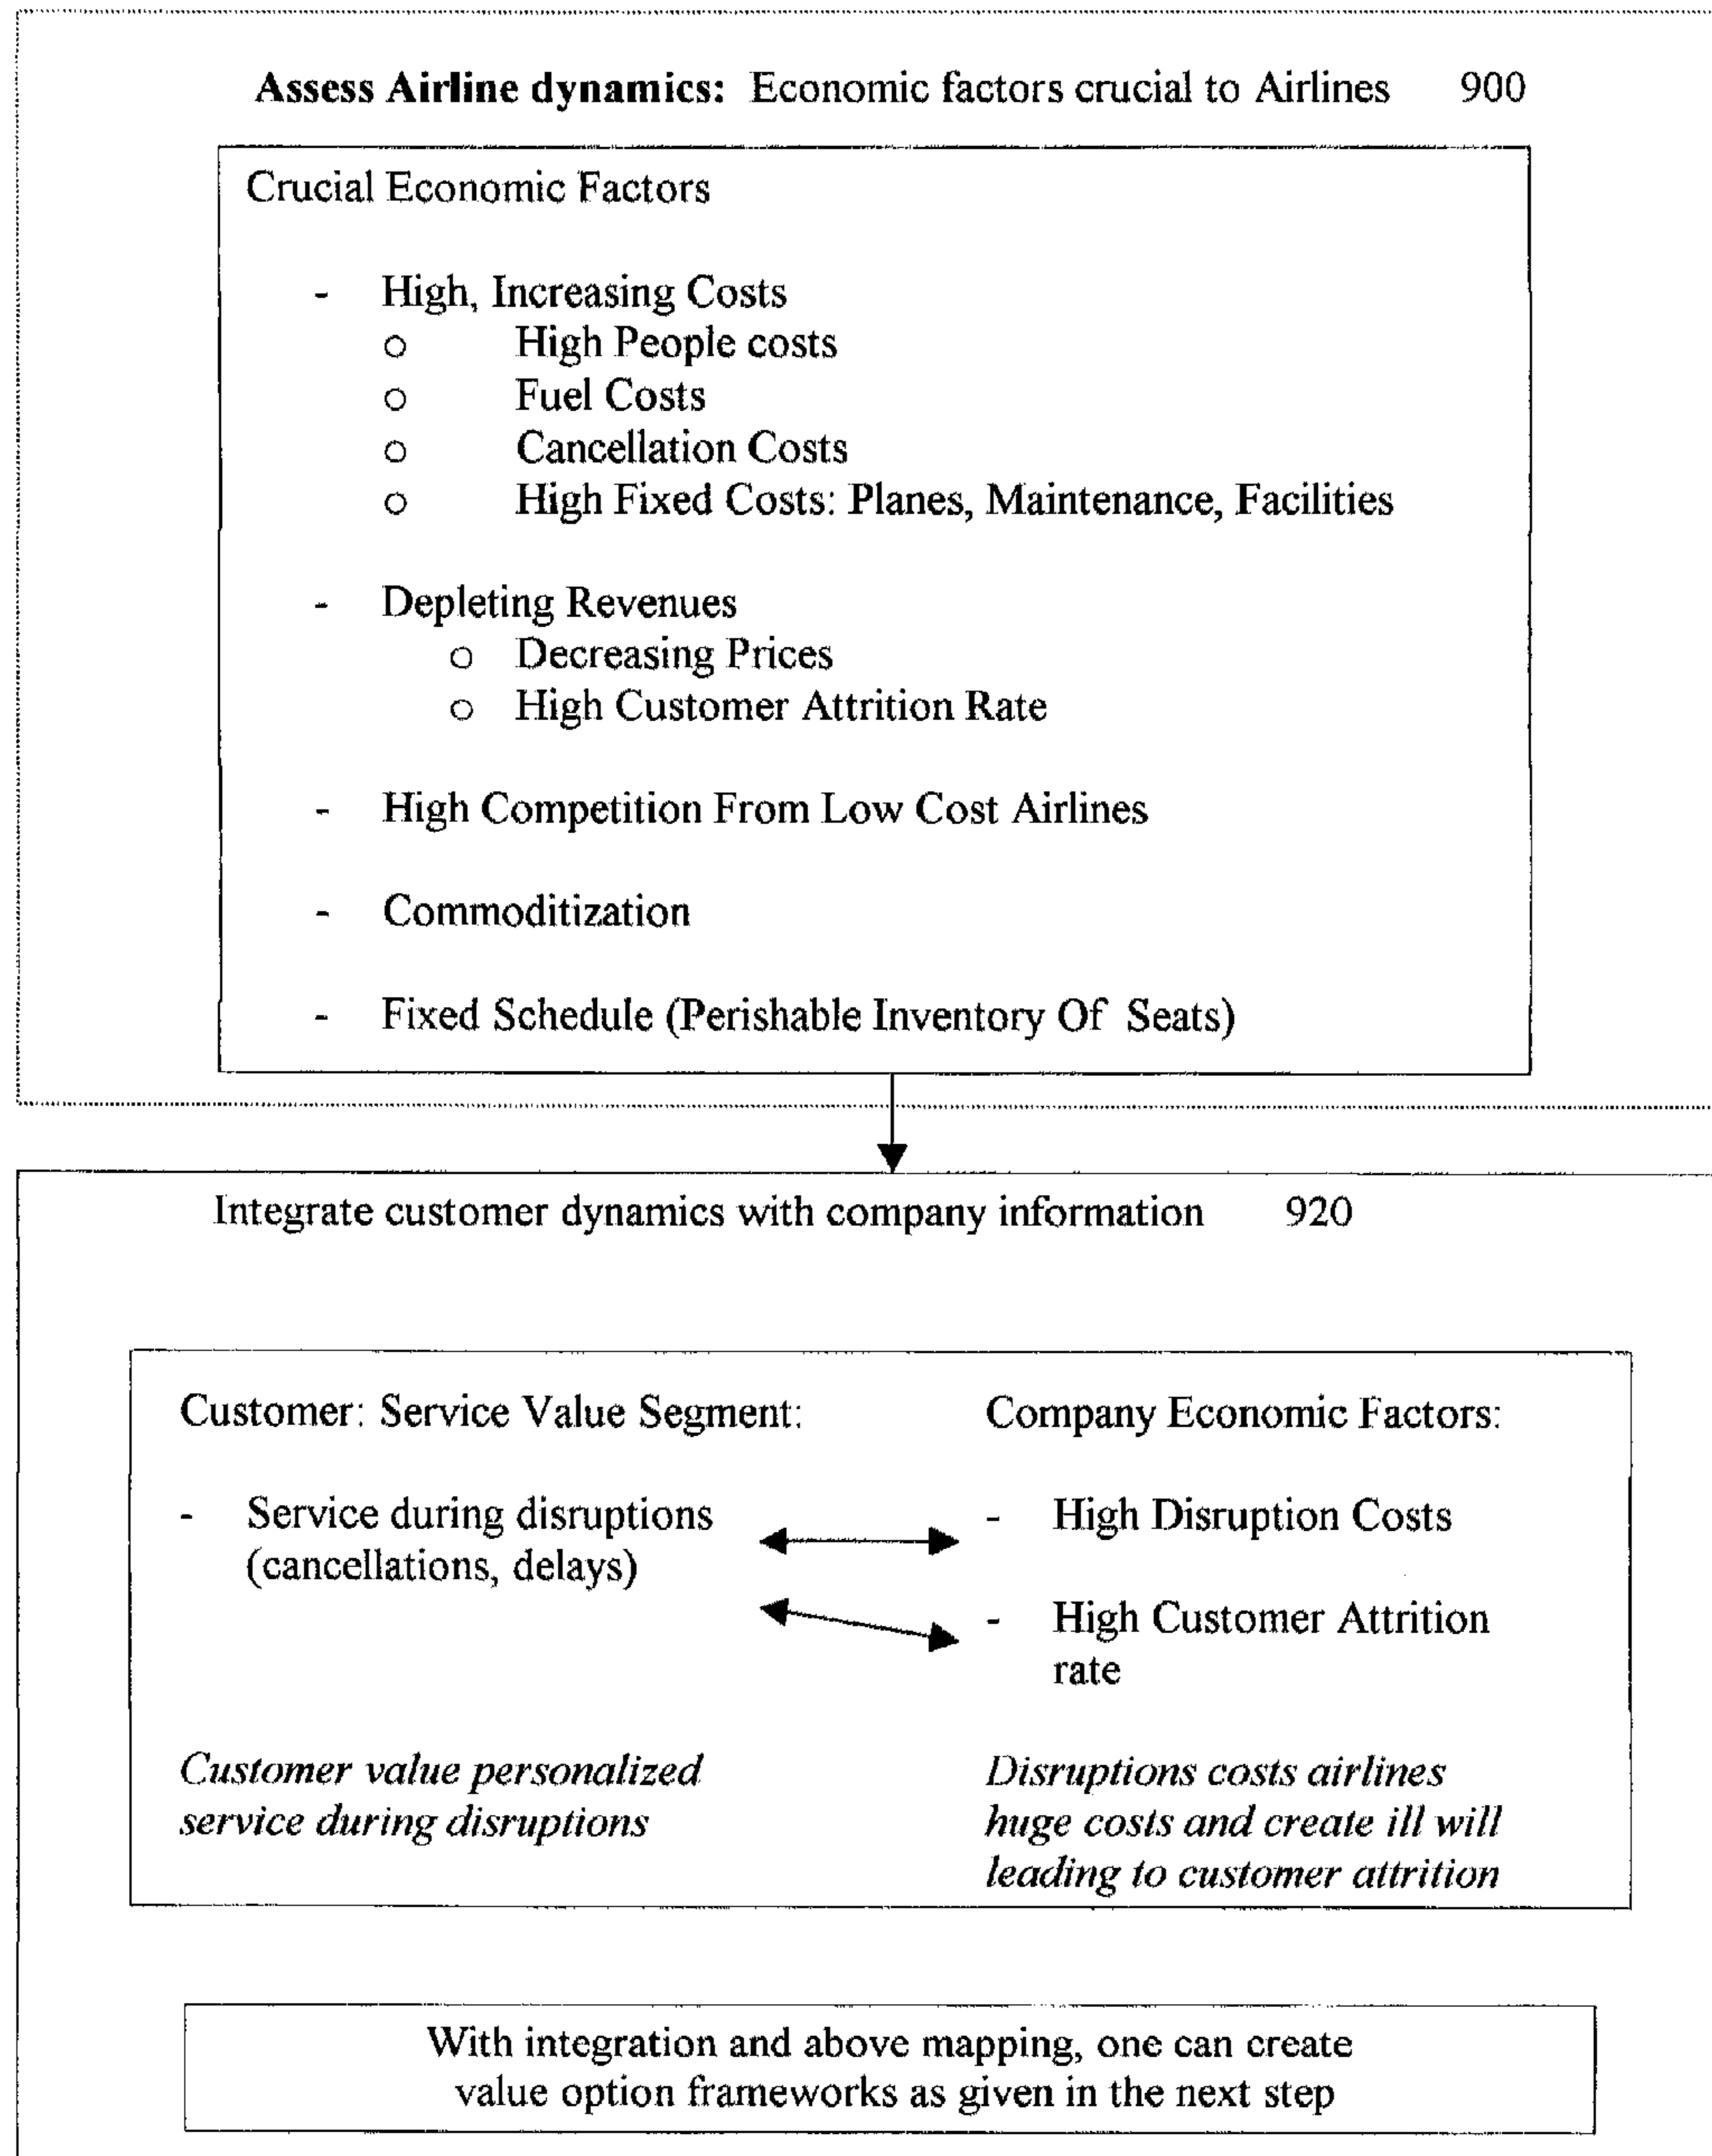 Assess Airline dynamics: Economic factors crucial to Airlines 900
Crucial Economic Factors
- High, Increasing Costs
o High People costs
o Fuel Costs
o Cancellation Costs
o High Fixed Costs: Planes, Maintenance, Facilities
- Depleting Revenues
o Decreasing Prices
o High Customer Attrition Rate
- High Competition From Low Cost Airlines
- Commoditization
- Fixed Schedule (Perishable Inventory Of Seats)
Integrate customer dynamics with company information 920
Customer: Service Value Segment:
- Service during disruptions
(cancellations, delays)
Customer value personalized
service during disruptions
Company Economic Factors:
- High Disruption Costs
- High Customer Attrition
rate
Disruptions costs airlines
huge costs and create ill will
leading to customer attrition
With integration and above mapping, one can create
value option frameworks as given in the next step